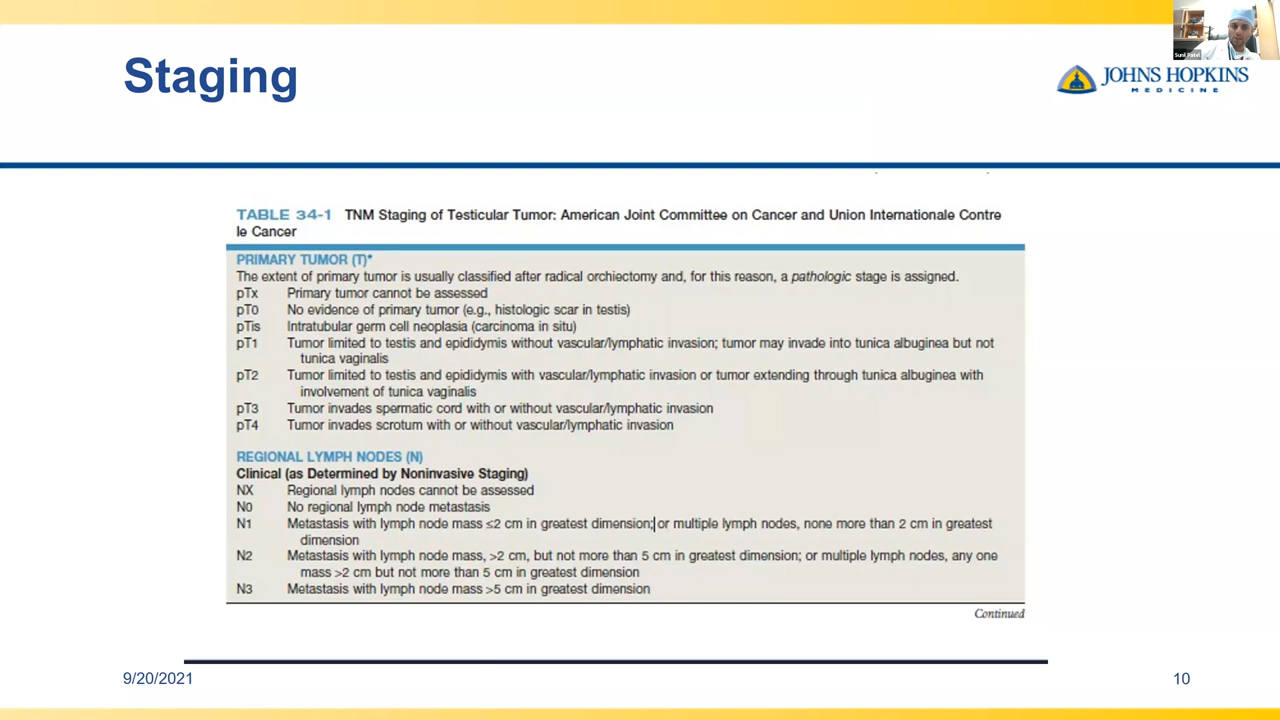 Sunil Patel
Staging
JOHNS HOPKINS
MEDICINE
TABLE 34-1 TNM Staging of Testicular Tumor: American Joint Committee on Cancer and Union Internationale Contre
le Cancer
PRIMARY TUMOR (T)*
The extent of primary tumor is usually classified after radical orchiectomy and, for this reason, a pathologic stage is assigned.
pTx Primary tumor cannot be assessed
pT0 No evidence of primary tumor (e.g., histologic scar in testis)
pTis Intratubular germ cell neoplasia (carcinoma in situ)
pT1 Tumor limited to testis and epididymis without vascular/lymphatic invasion; tumor may invade into tunica albuginea but not
tunica vaginalis
pT2 Tumor limited to testis and epididymis with vascular/lymphatic invasion or tumor extending through tunica albuginea with
involvement of tunica vaginalis
pT3 Tumor invades spermatic cord with or without vascular/lymphatic invasion
pT4 Tumor invades scrotum with or without vascular/lymphatic invasion
REGIONAL LYMPH NODES (N)
Clinical (as Determined by Noninvasive Staging)
NX Regional lymph nodes cannot be assessed
N0 No regional lymph node metastasis
N1 Metastasis with lymph node mass ≤2 cm in greatest dimension; or multiple lymph nodes, none more than 2 cm in greatest
dimension
N2 Metastasis with lymph node mass, >2 cm, but not more than 5 cm in greatest dimension; or multiple lymph nodes, any one
mass >2 cm but not more than 5 cm in greatest dimension
N3 Metastasis with lymph node mass >5 cm in greatest dimension
Continued
9/20/2021
10